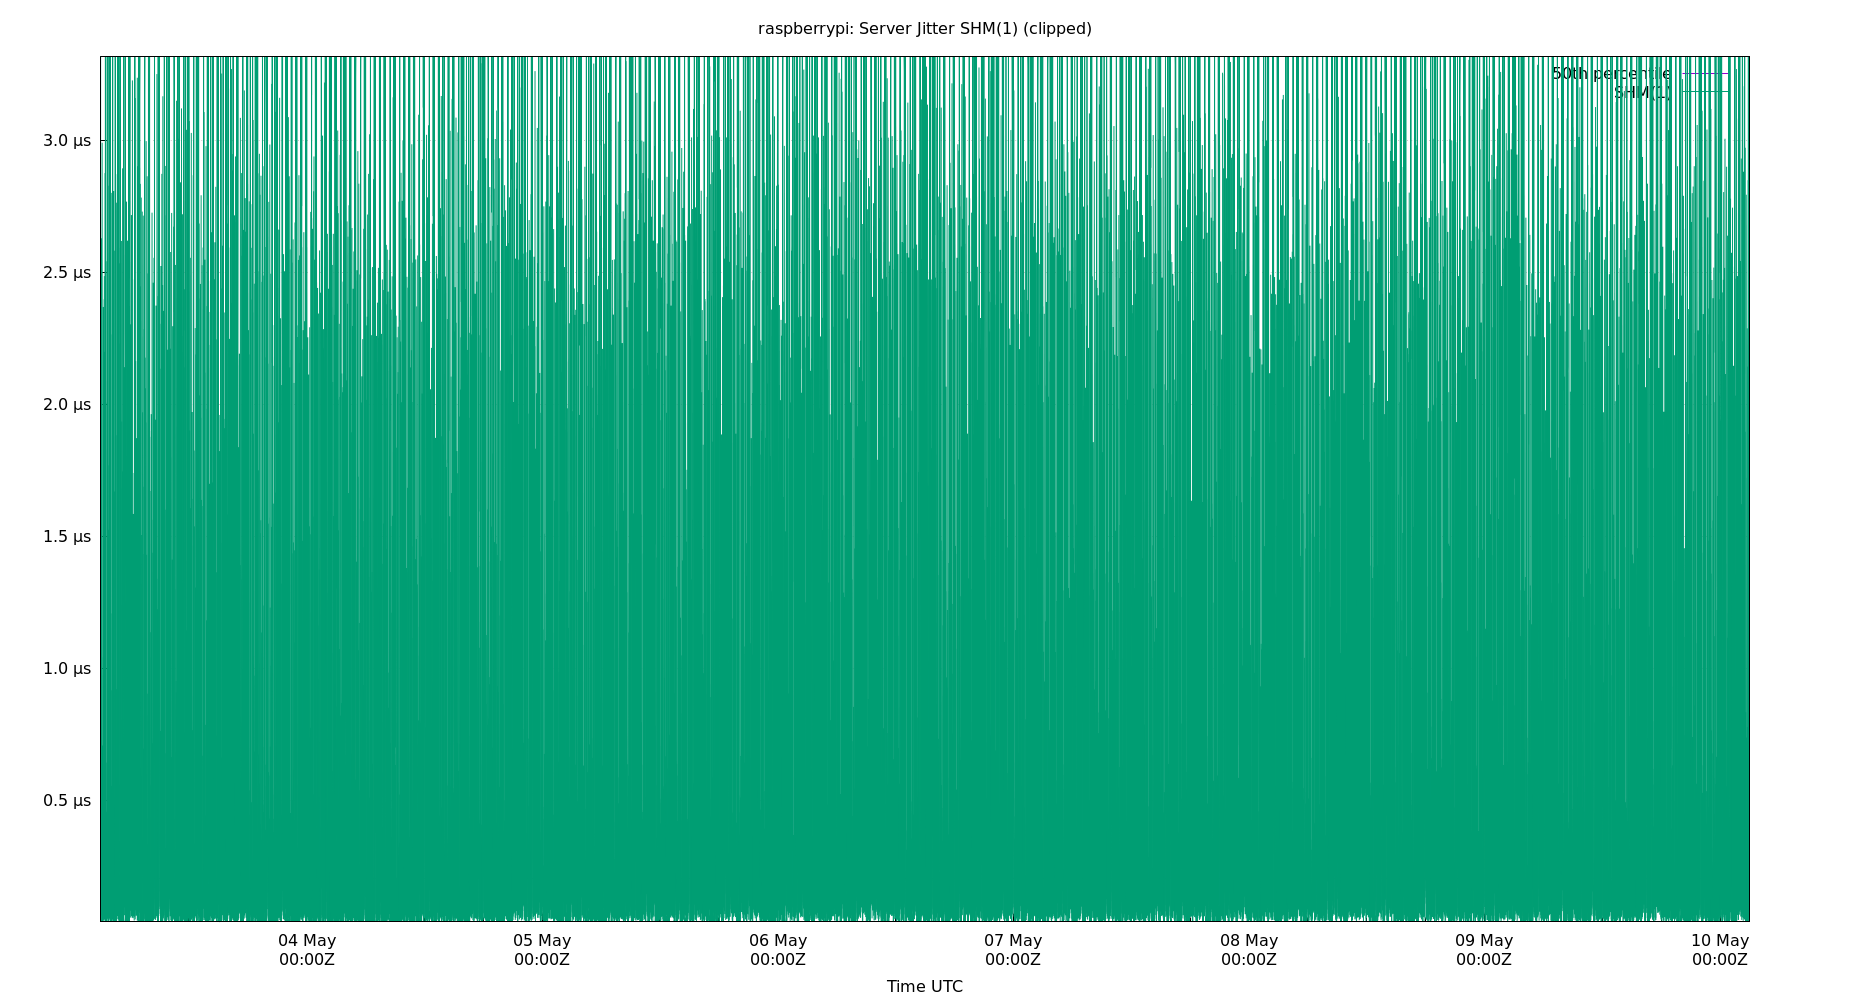 raspberrypi: Server Jitter SHM(1) (clipped)
50th percentile
SHM(1)
3.0 µs
2.5 µs
2.0 µs
1.5 µs
1.0 µs
0.5 µs
04 May 05 May 06 May 07 May 08 May 09 May 10 May
00:00Z 00:00Z 00:00Z 00:00Z 00:00Z 00:00Z 00:00Z
Time UTC